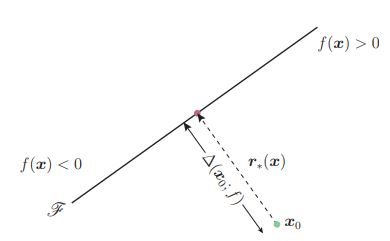 f(x) > 0
f(x) < 0
r*(x)
Δ(x₀; f)
ℱ
x₀